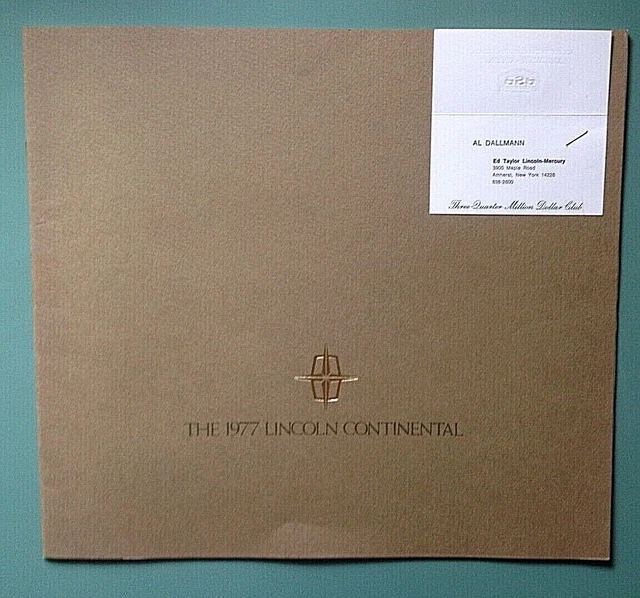 AL DALLMANN
Ed Taylor Lincoln-Mercury
3905 Maple Road
Amherst, New York 14226
Three-Quarter Million Dollar Club
THE 1977 LINCOLN CONTINENTAL